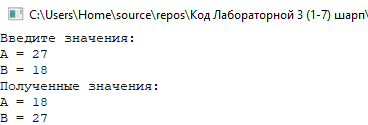 C:\Users\Home\source\repos\Код Лабораторной 3 (1-7) шарп\
Введите значения:
A = 27
B = 18
Полученные значения:
A = 18
B = 27